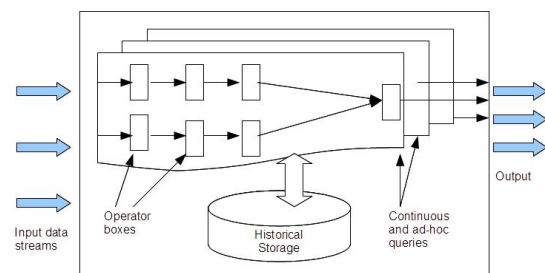 Input data
streams
Operator
boxes
Historical
Storage
Continuous
and ad-hoc
queries
Output